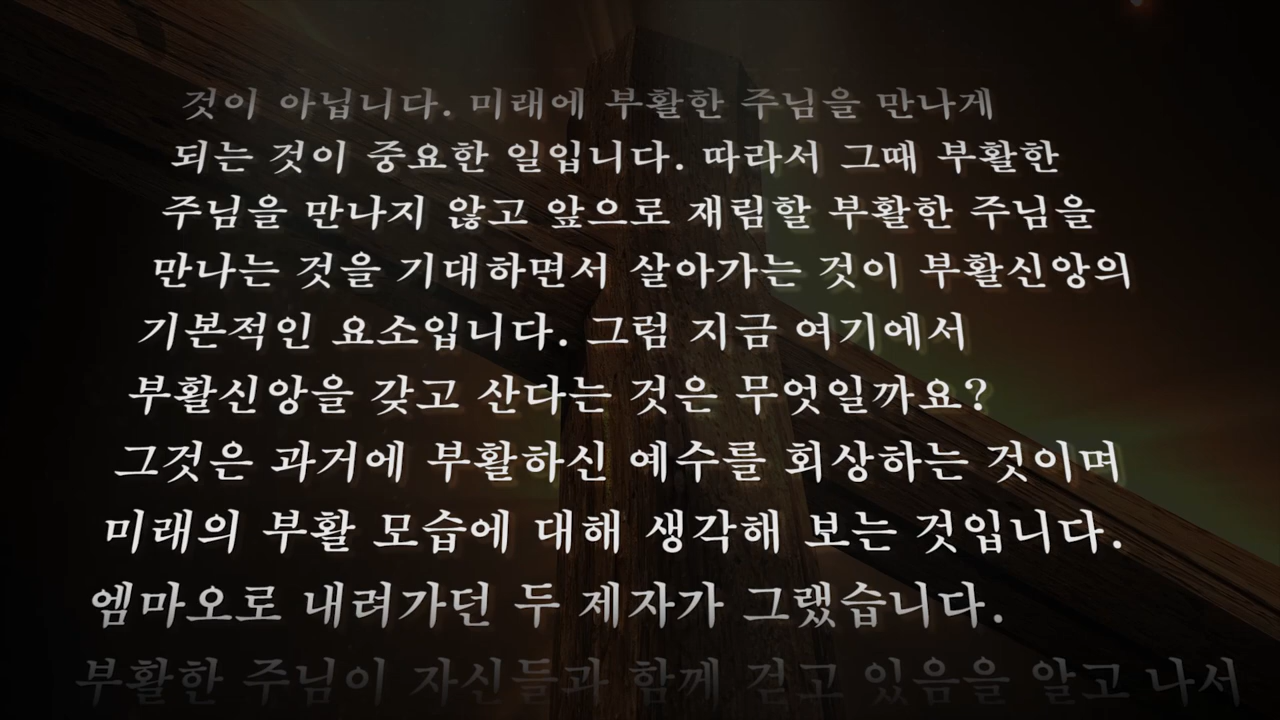 것이 아닙니다. 미래에 부활한 주님을 만나게
되는 것이 중요한 일입니다. 따라서 그때 부활한
주님을 만나지 않고 앞으로 재림할 부활한 주님을
만나는 것을 기대하면서 살아가는 것이 부활신앙의
기본적인 요소입니다. 그럼 지금 여기에서
부활신앙을 갖고 산다는 것은 무엇일까요?
그것은 과거에 부활하신 예수를 회상하는 것이며
미래의 부활 모습에 대해 생각해 보는 것입니다.
엠마오로 내려가던 두 제자가 그랬습니다.
부활한 주님이 자신들과 함께 걷고 있음을 알고 나서